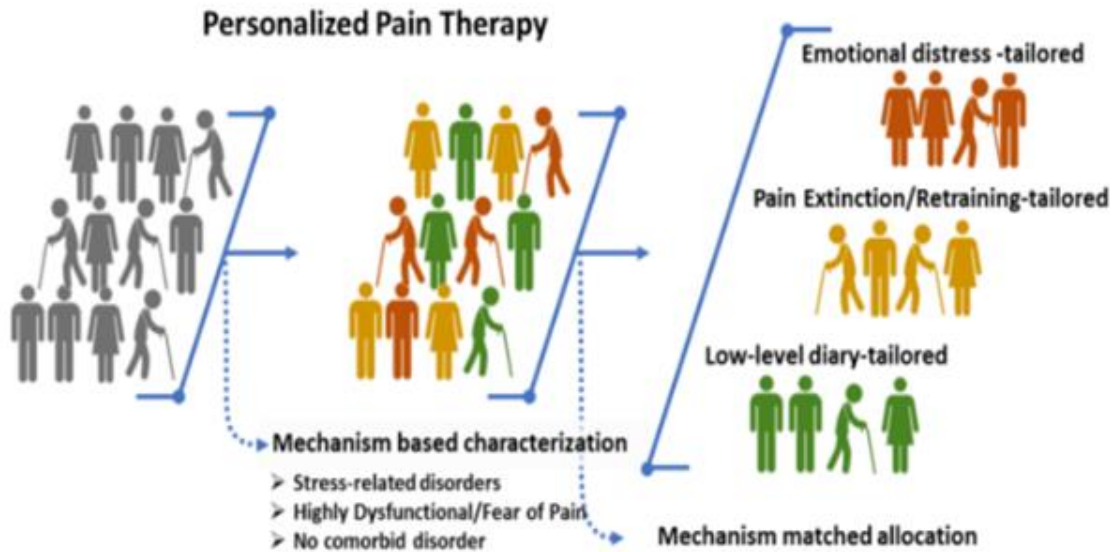 Personalized Pain Therapy
Emotional distress -tailored
Pain Extinction/Retraining-tailored
Low-level diary-tailored
Mechanism based characterization
➢ Stress-related disorders
➢ Highly Dysfunctional/Fear of Pain
➢ No comorbid disorder
Mechanism matched allocation